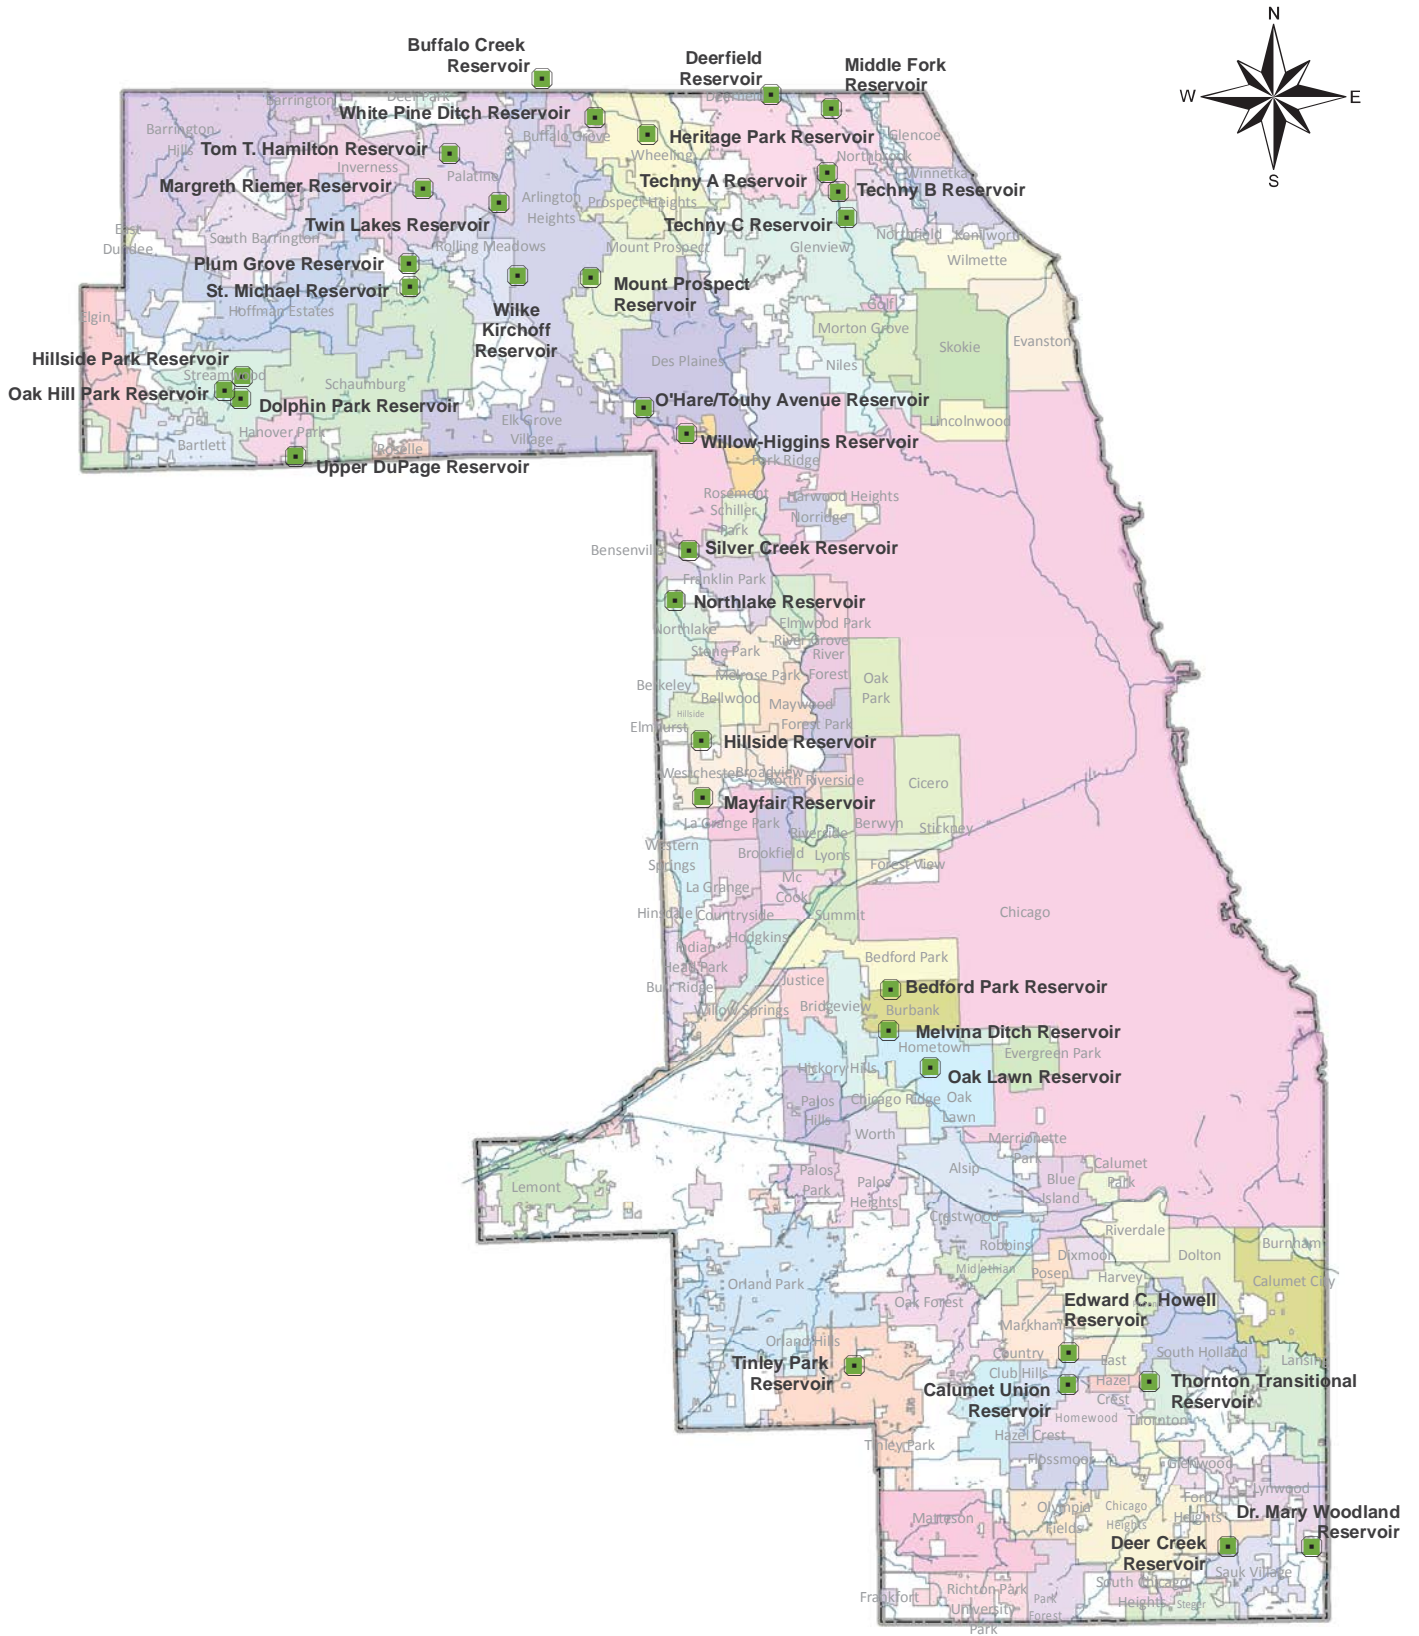 N
W
E
S
Buffalo Creek
Reservoir
Deerfield
Reservoir
Middle Fork
Reservoir
Barrington
Deer Park
Deerfield
White Pine Ditch Reservoir
Barrington
Hills
Buffalo Grove
Heritage Park Reservoir
Glencoe
Tom T. Hamilton Reservoir
Wheeling
Northbrook
Inverness
Palatine
Winnetka
Margreth Riemer Reservoir
Techny A Reservoir
Techny B Reservoir
Arlington
Heights
Prospect Heights
Twin Lakes Reservoir
Techny C Reservoir
East
Dundee
South Barrington
Rolling Meadows
Mount Prospect
Glenview
Northfield
Kenilworth
Wilmette
Plum Grove Reservoir
St. Michael Reservoir
Mount Prospect
Reservoir
Wilke
Kirchoff
Reservoir
Elgin
Hoffman Estates
Golf
Morton Grove
Skokie
Evanston
Hillside Park Reservoir
Des Plaines
Niles
Streamwood
Schaumburg
Oak Hill Park Reservoir
Dolphin Park Reservoir
O'Hare/Touhy Avenue Reservoir
Elk Grove
Village
Lincolnwood
Hanover Park
Bartlett
Roselle
Willow-Higgins Reservoir
Park Ridge
Upper DuPage Reservoir
Rosemont
Harwood Heights
Schiller
Park
Norridge
Bensenville
Silver Creek Reservoir
Franklin Park
Northlake Reservoir
Elmwood Park
Northlake
River Grove
Stone Park
River
Forest
Melrose Park
Oak
Park
Berkeley
Bellwood
Maywood
Hillside
Forest Park
Elmhurst
Hillside Reservoir
Westchester
Broadview
North Riverside
Cicero
Mayfair Reservoir
La Grange Park
Riverside
Berwyn
Stickney
Western
Springs
Brookfield
Lyons
Forest View
La Grange
Mc
Cook
Hinsdale
Countryside
Summit
Chicago
Hodgkins
Indian
Head Park
Bedford Park
Burr Ridge
Justice
Bedford Park Reservoir
Willow Springs
Bridgeview
Burbank
Melvina Ditch Reservoir
Hometown
Evergreen Park
Hickory Hills
Oak Lawn Reservoir
Palos
Hills
Chicago Ridge
Oak
Lawn
Worth
Merrionette
Park
Lemont
Palos
Park
Palos
Heights
Alsip
Blue
Island
Calumet
Park
Crestwood
Riverdale
Robbins
Dixmoor
Dolton
Burnham
Orland Park
Midlothian
Posen
Harvey
Calumet City
Oak Forest
Edward C. Howell
Reservoir
Markham
Orland Hills
Tinley Park
Reservoir
Country
Club Hills
East
Hazel
Crest
South Holland
Lansing
Calumet Union
Reservoir
Thornton Transitional
Reservoir
Homewood
Thornton
Tinley Park
Hazel Crest
Flossmoor
Glenwood
Lynwood
Matteson
Olympia
Fields
Chicago
Heights
Ford
Heights
Dr. Mary Woodland
Reservoir
Deer Creek
Reservoir
Sauk Village
Frankfort
Richton Park
University
Park
Park
Forest
South Chicago
Heights
Steger